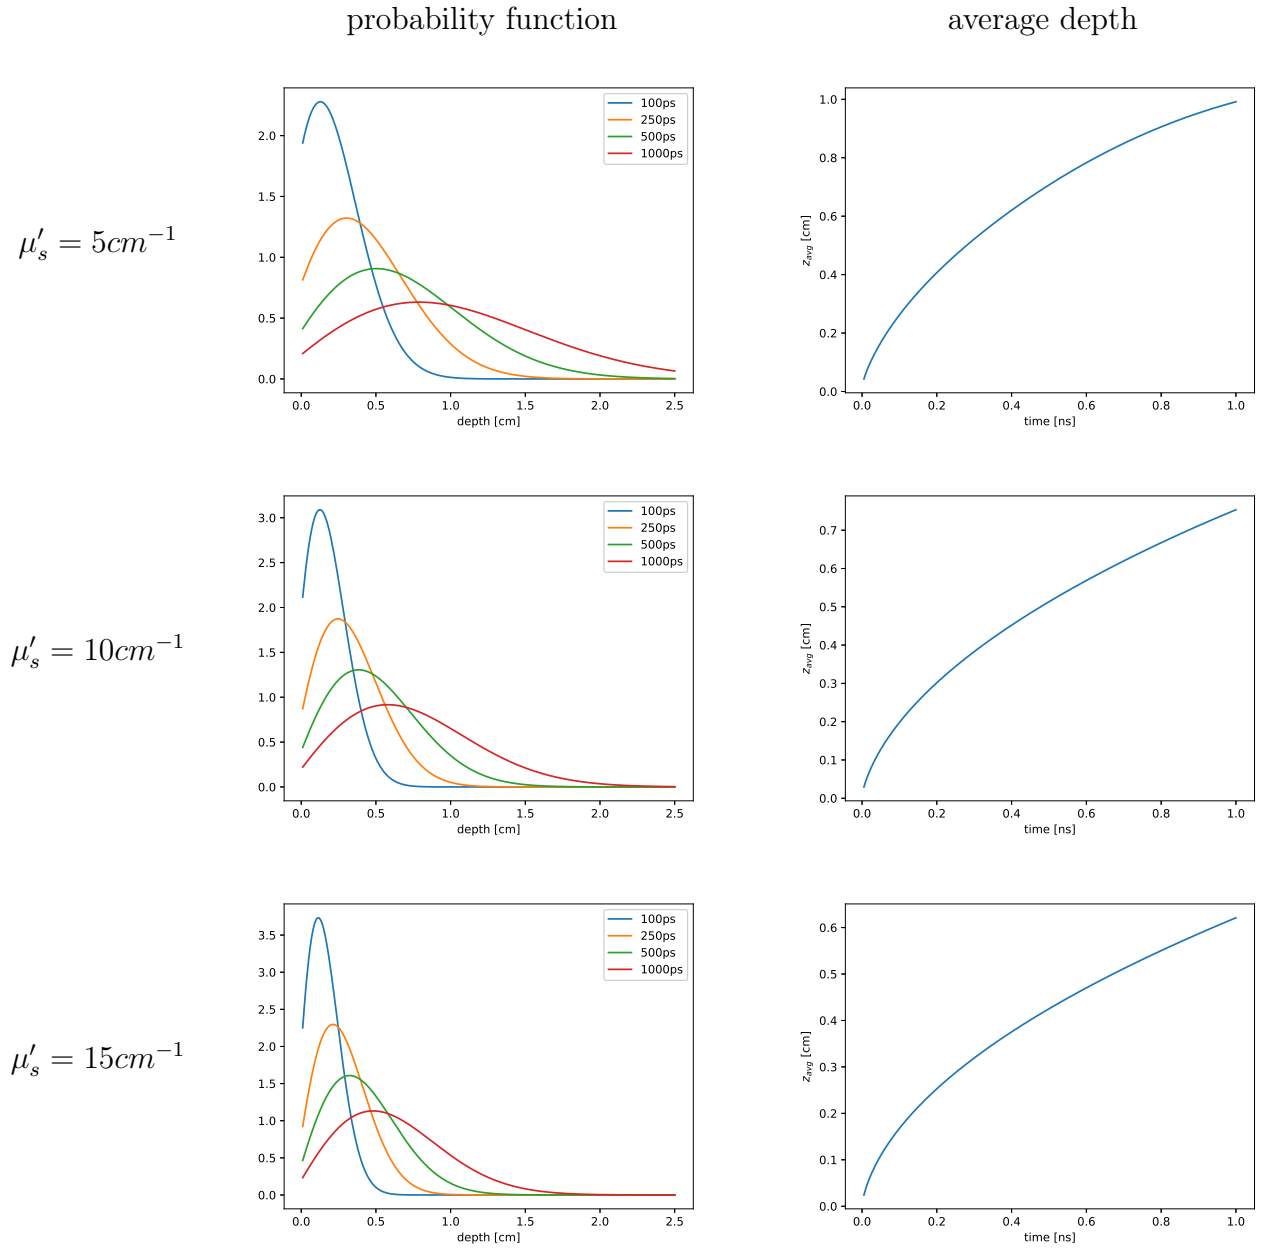 probability function
average depth
μ′ₛ = 5cm⁻¹
100ps
250ps
500ps
1000ps
2.0
1.5
1.0
0.5
0.0
0.0 0.5 1.0 1.5 2.0 2.5
depth [cm]
z_avg [cm]
1.0
0.8
0.6
0.4
0.2
0.0
0.0 0.2 0.4 0.6 0.8 1.0
time [ns]
μ′ₛ = 10cm⁻¹
100ps
250ps
500ps
1000ps
3.0
2.5
2.0
1.5
1.0
0.5
0.0
0.0 0.5 1.0 1.5 2.0 2.5
depth [cm]
z_avg [cm]
0.7
0.6
0.5
0.4
0.3
0.2
0.1
0.0
0.0 0.2 0.4 0.6 0.8 1.0
time [ns]
μ′ₛ = 15cm⁻¹
100ps
250ps
500ps
1000ps
3.5
3.0
2.5
2.0
1.5
1.0
0.5
0.0
0.0 0.5 1.0 1.5 2.0 2.5
depth [cm]
z_avg [cm]
0.6
0.5
0.4
0.3
0.2
0.1
0.0
0.0 0.2 0.4 0.6 0.8 1.0
time [ns]